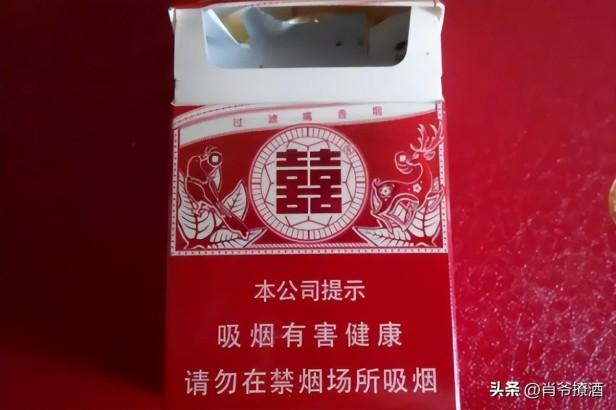 过滤嘴香烟
囍
本公司提示
吸烟有害健康
请勿在禁烟场所吸烟
头条 @肖爷撩酒